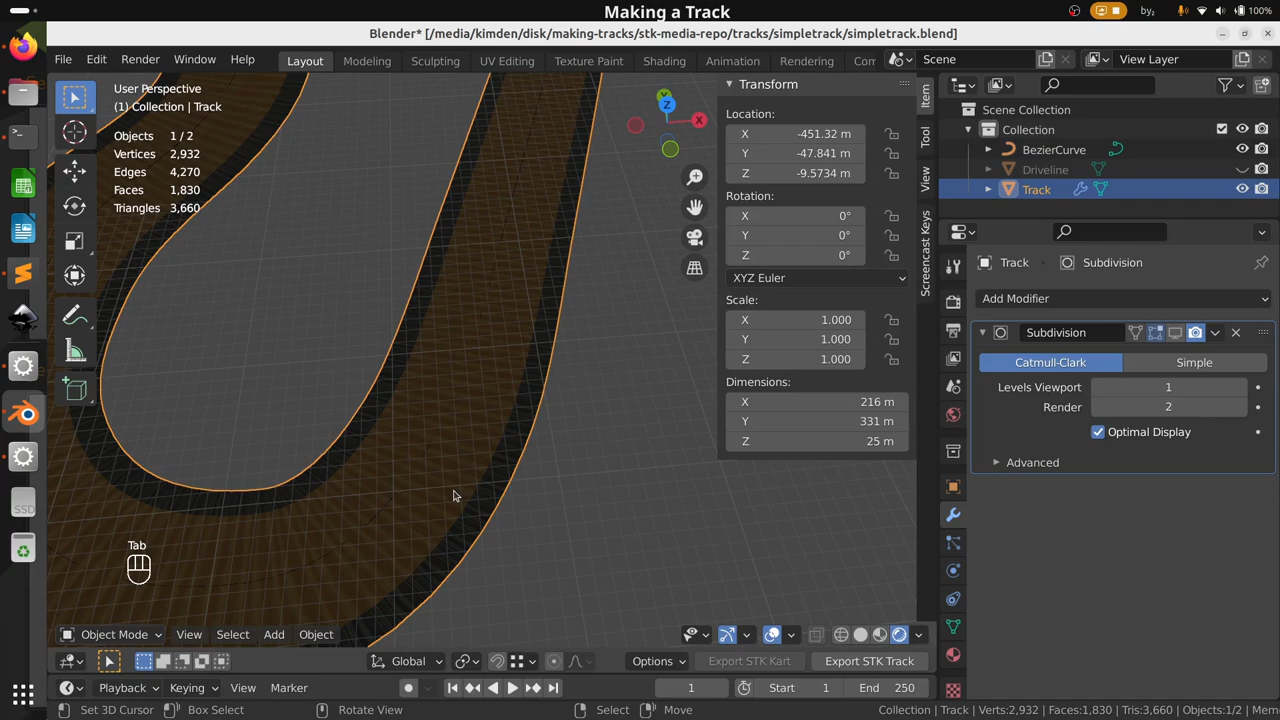 Making a Track
by₂
100%
Blender* [/media/kimden/disk/making-tracks/stk-media-repo/tracks/simpletrack/simpletrack.blend]
File Edit Render Window Help Layout Modeling Sculpting UV Editing Texture Paint Shading Animation Rendering Com Scene View Layer
User Perspective
(1) Collection | Track
Objects 1 / 2
Vertices 2,932
Edges 4,270
Faces 1,830
Triangles 3,660
Z
X
Y
Transform
Location:
X -451.32 m
Y -47.841 m
Z -9.5734 m
Rotation:
X 0°
Y 0°
Z 0°
XYZ Euler
Scale:
X 1.000
Y 1.000
Z 1.000
Dimensions:
X 216 m
Y 331 m
Z 25 m
Item
Tool
View
Screencast Keys
Scene Collection
Collection
BezierCurve
Driveline
Track
Track Subdivision
Add Modifier
Subdivision
Catmull-Clark Simple
Levels Viewport 1
Render 2
Optimal Display
Advanced
SSD
Tab
Object Mode View Select Add Object
Global Options Export STK Kart Export STK Track
Playback Keying View Marker 1 Start 1 End 250
Set 3D Cursor Box Select Rotate View Select Move Collection | Track | Verts:2,932 | Faces:1,830 | Tris:3,660 | Objects:1/2 | Mem